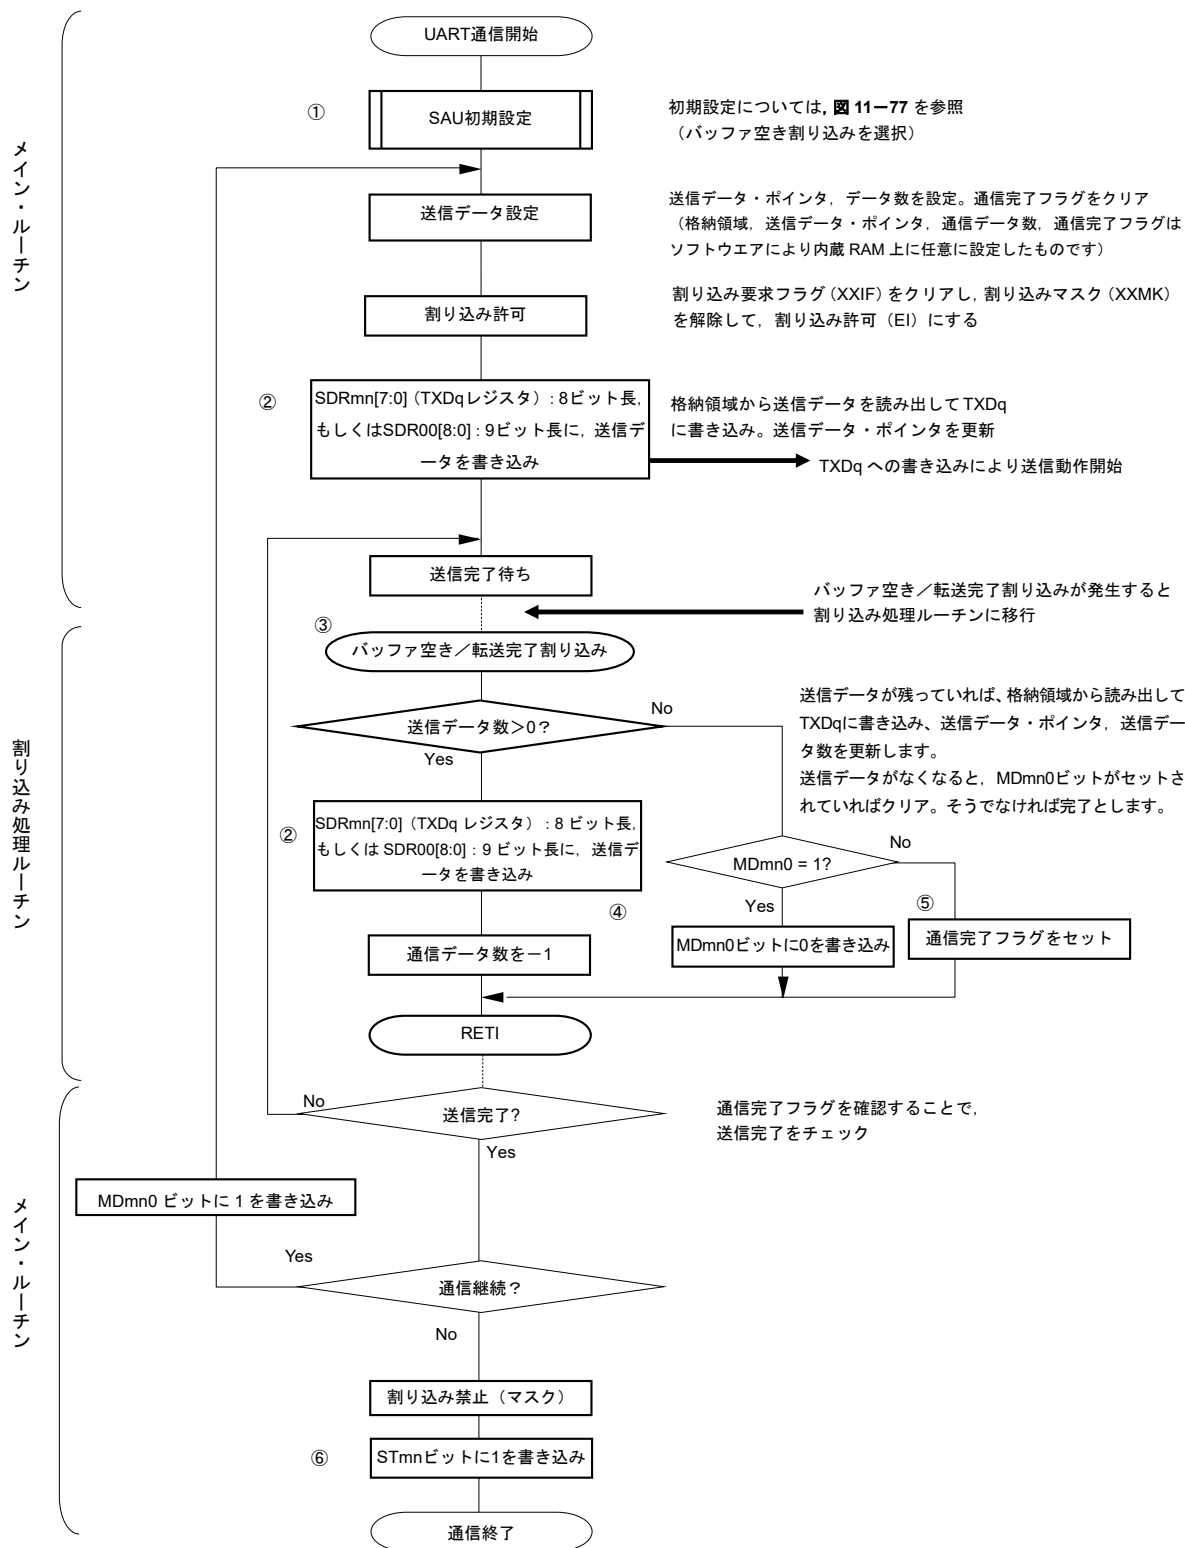 UART通信開始
①
SAU初期設定
初期設定については, 図 11－77 を参照
（バッファ空き割り込みを選択）
メイン・ルーチン
送信データ設定
送信データ・ポインタ，データ数を設定。通信完了フラグをクリア
（格納領域，送信データ・ポインタ，通信データ数，通信完了フラグは
ソフトウエアにより内蔵 RAM 上に任意に設定したものです）
割り込み許可
割り込み要求フラグ（XXIF）をクリアし, 割り込みマスク（XXMK）
を解除して，割り込み許可（EI）にする
②
SDRmn[7:0]（TXDqレジスタ）: 8ビット長,
もしくはSDR00[8:0] : 9ビット長に，送信デ
ータを書き込み
格納領域から送信データを読み出して TXDq
に書き込み。送信データ・ポインタを更新
TXDq への書き込みにより送信動作開始
送信完了待ち
バッファ空き／転送完了割り込みが発生すると
割り込み処理ルーチンに移行
③
バッファ空き／転送完了割り込み
割り込み処理ルーチン
送信データ数＞0？
No
Yes
送信データが残っていれば、格納領域から読み出して
TXDqに書き込み、送信データ・ポインタ，送信デー
タ数を更新します。
送信データがなくなると，MDmn0ビットがセットさ
れていればクリア。そうでなければ完了とします。
②
SDRmn[7:0]（TXDq レジスタ）: 8 ビット長,
もしくは SDR00[8:0] : 9 ビット長に，送信デ
ータを書き込み
MDmn0 = 1?
No
Yes
④
⑤
通信データ数を－1
MDmn0ビットに0を書き込み
通信完了フラグをセット
RETI
No
送信完了?
Yes
通信完了フラグを確認することで,
送信完了をチェック
メイン・ルーチン
MDmn0 ビットに 1 を書き込み
Yes
通信継続？
No
割り込み禁止（マスク）
⑥
STmnビットに1を書き込み
通信終了